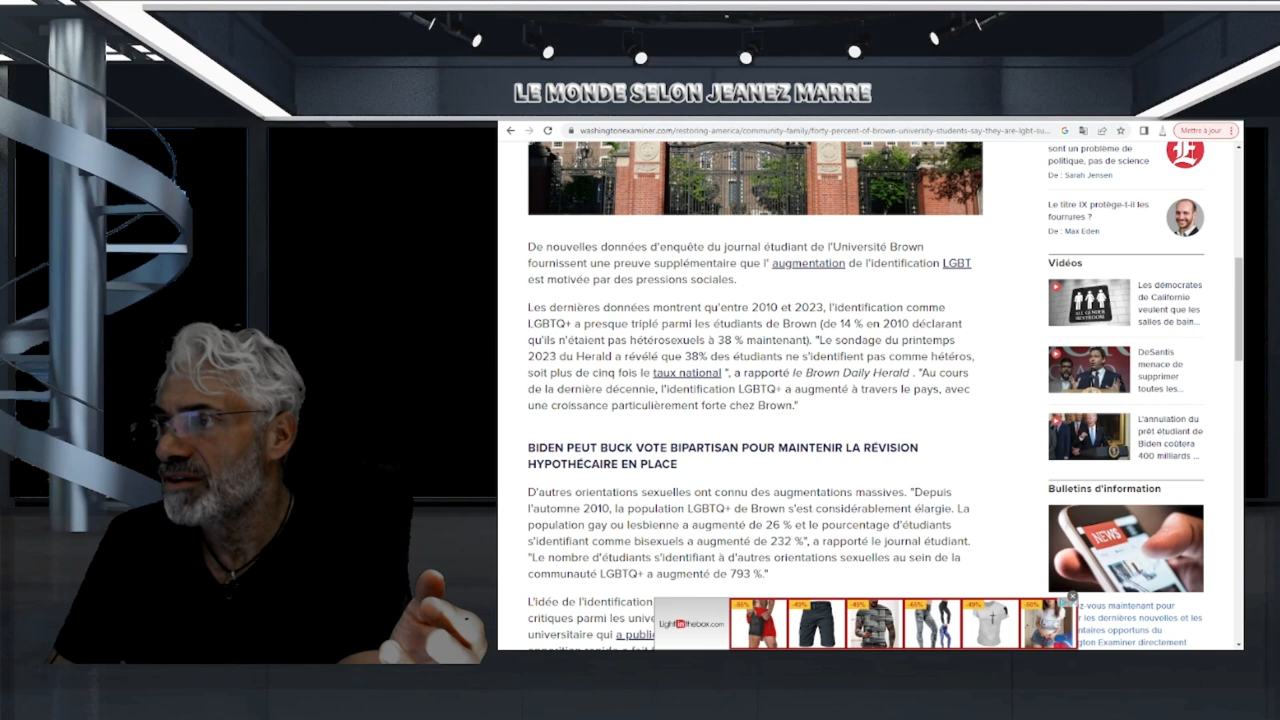 LE MONDE SELON JEANEZ MARRE
washingtonexaminer.com/restoring-america/community-family/forty-percent-of-brown-university-students-say-they-are-lgbt-su...
Mettre à jour
De nouvelles données d'enquête du journal étudiant de l'Université Brown
fournissent une preuve supplémentaire que l' augmentation de l'identification LGBT
est motivée par des pressions sociales.
Les dernières données montrent qu'entre 2010 et 2023, l'identification comme
LGBTQ+ a presque triplé parmi les étudiants de Brown (de 14 % en 2010 déclarant
qu'ils n'étaient pas hétérosexuels à 38 % maintenant). "Le sondage du printemps
2023 du Herald a révélé que 38% des étudiants ne s'identifient pas comme hétéros,
soit plus de cinq fois le taux national ", a rapporté le Brown Daily Herald . "Au cours
de la dernière décennie, l'identification LGBTQ+ a augmenté à travers le pays, avec
une croissance particulièrement forte chez Brown."
BIDEN PEUT BUCK VOTE BIPARTISAN POUR MAINTENIR LA RÉVISION
HYPOTHÉCAIRE EN PLACE
D'autres orientations sexuelles ont connu des augmentations massives. "Depuis
l'automne 2010, la population LGBTQ+ de Brown s'est considérablement élargie. La
population gay ou lesbienne a augmenté de 26 % et le pourcentage d'étudiants
s'identifiant comme bisexuels a augmenté de 232 %", a rapporté le journal étudiant.
"Le nombre d'étudiants s'identifiant à d'autres orientations sexuelles au sein de la
communauté LGBTQ+ a augmenté de 793 %."
L'idée de l'identification
critiques parmi les unive
universitaire qui a publi
sont un problème de
politique, pas de science
De : Sarah Jensen
Le titre IX protège-t-il les
fourrures ?
De : Max Eden
Vidéos
Les démocrates
de Californie
veulent que les
salles de bain...
ALL GENDER
RESTROOM
DeSantis
menace de
supprimer
toutes les...
L'annulation du
prêt étudiant de
Biden coûtera
400 milliards ...
Bulletins d'information
NEWS
z-vous maintenant pour
r les dernières nouvelles et les
ntaires opportuns du
gton Examiner directement
Lightinthebox.com